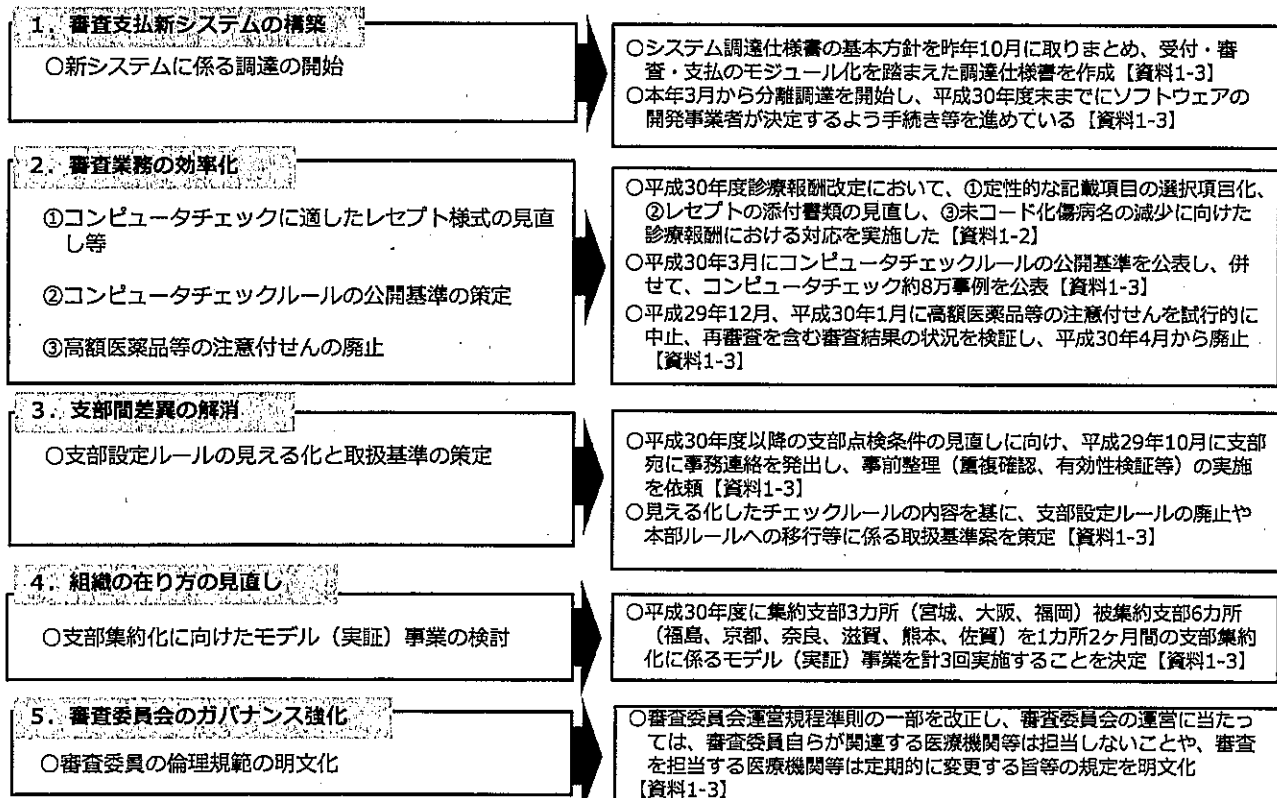 1. 審査支払新システムの構築
○新システムに係る調達の開始
○システム調達仕様書の基本方針を昨年10月に取りまとめ、受付・審
査・支払のモジュール化を踏まえた調達仕様書を作成【資料1-3】
○本年3月から分離調達を開始し、平成30年度末までにソフトウェアの
開発事業者が決定するよう手続き等を進めている【資料1-3】
2. 審査業務の効率化
①コンピュータチェックに適したレセプト様式の見直
し等
②コンピュータチェックルールの公開基準の策定
③高額医薬品等の注意付せんの廃止
○平成30年度診療報酬改定において、①定性的な記載項目の選択項目化、
②レセプトの添付書類の見直し、③未コード化傷病名の減少に向けた
診療報酬における対応を実施した【資料1-2】
○平成30年3月にコンピュータチェックルールの公開基準を公表し、併
せて、コンピュータチェック約8万事例を公表【資料1-3】
○平成29年12月、平成30年1月に高額医薬品等の注意付せんを試行的に
中止、再審査を含む審査結果の状況を検証し、平成30年4月から廃止
【資料1-3】
3. 支部間差異の解消
○支部設定ルールの見える化と取扱基準の策定
○平成30年度以降の支部点検条件の見直しに向け、平成29年10月に支部
宛に事務連絡を発出し、事前整理（重複確認、有効性検証等）の実施
を依頼【資料1-3】
○見える化したチェックルールの内容を基に、支部設定ルールの廃止や
本部ルールへの移行等に係る取扱基準案を策定【資料1-3】
4. 組織の在り方の見直し
○支部集約化に向けたモデル（実証）事業の検討
○平成30年度に集約支部3カ所（宮城、大阪、福岡）被集約支部6カ所
（福島、京都、奈良、滋賀、熊本、佐賀）を1カ所2ヶ月間の支部集約
化に係るモデル（実証）事業を計3回実施することを決定【資料1-3】
5. 審査委員会のガバナンス強化
○審査委員の倫理規範の明文化
○審査委員会運営規程準則の一部を改正し、審査委員会の運営に当たっ
ては、審査委員自らが関連する医療機関等は担当しないことや、審査
を担当する医療機関等は定期的に変更する旨等の規定を明文化
【資料1-3】